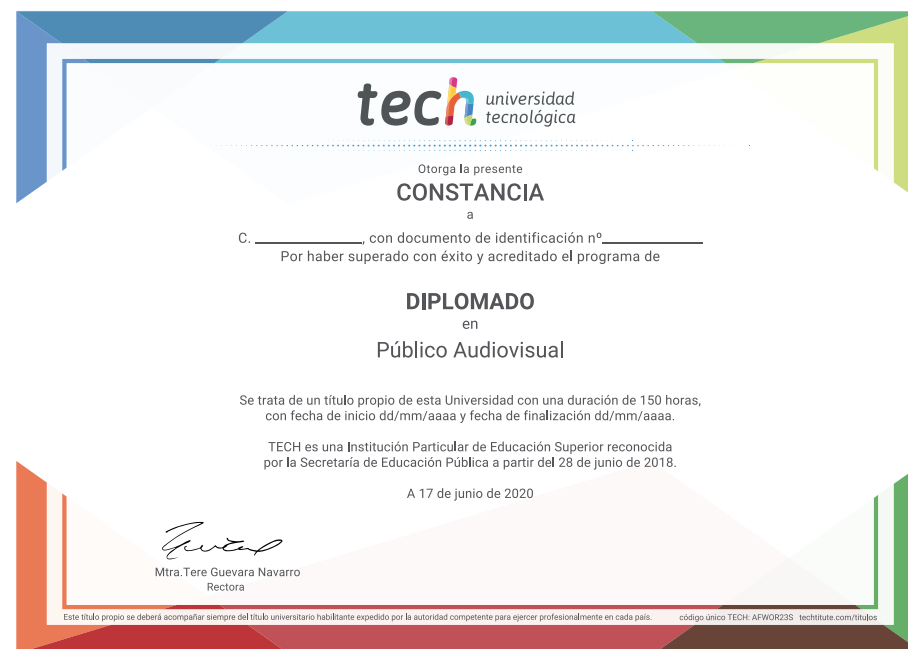 tech universidad
tecnológica
Otorga la presente
CONSTANCIA
a
C. ____________, con documento de identificación nº____________
Por haber superado con éxito y acreditado el programa de
DIPLOMADO
en
Público Audiovisual
Se trata de un título propio de esta Universidad con una duración de 150 horas,
con fecha de inicio dd/mm/aaaa y fecha de finalización dd/mm/aaaa.
TECH es una Institución Particular de Educación Superior reconocida
por la Secretaría de Educación Pública a partir del 28 de junio de 2018.
A 17 de junio de 2020
Mtra.Tere Guevara Navarro
Rectora
Este título propio se deberá acompañar siempre del título universitario habilitante expedido por la autoridad competente para ejercer profesionalmente en cada país. código único TECH: AFWOR23S techtitute.com/titulos